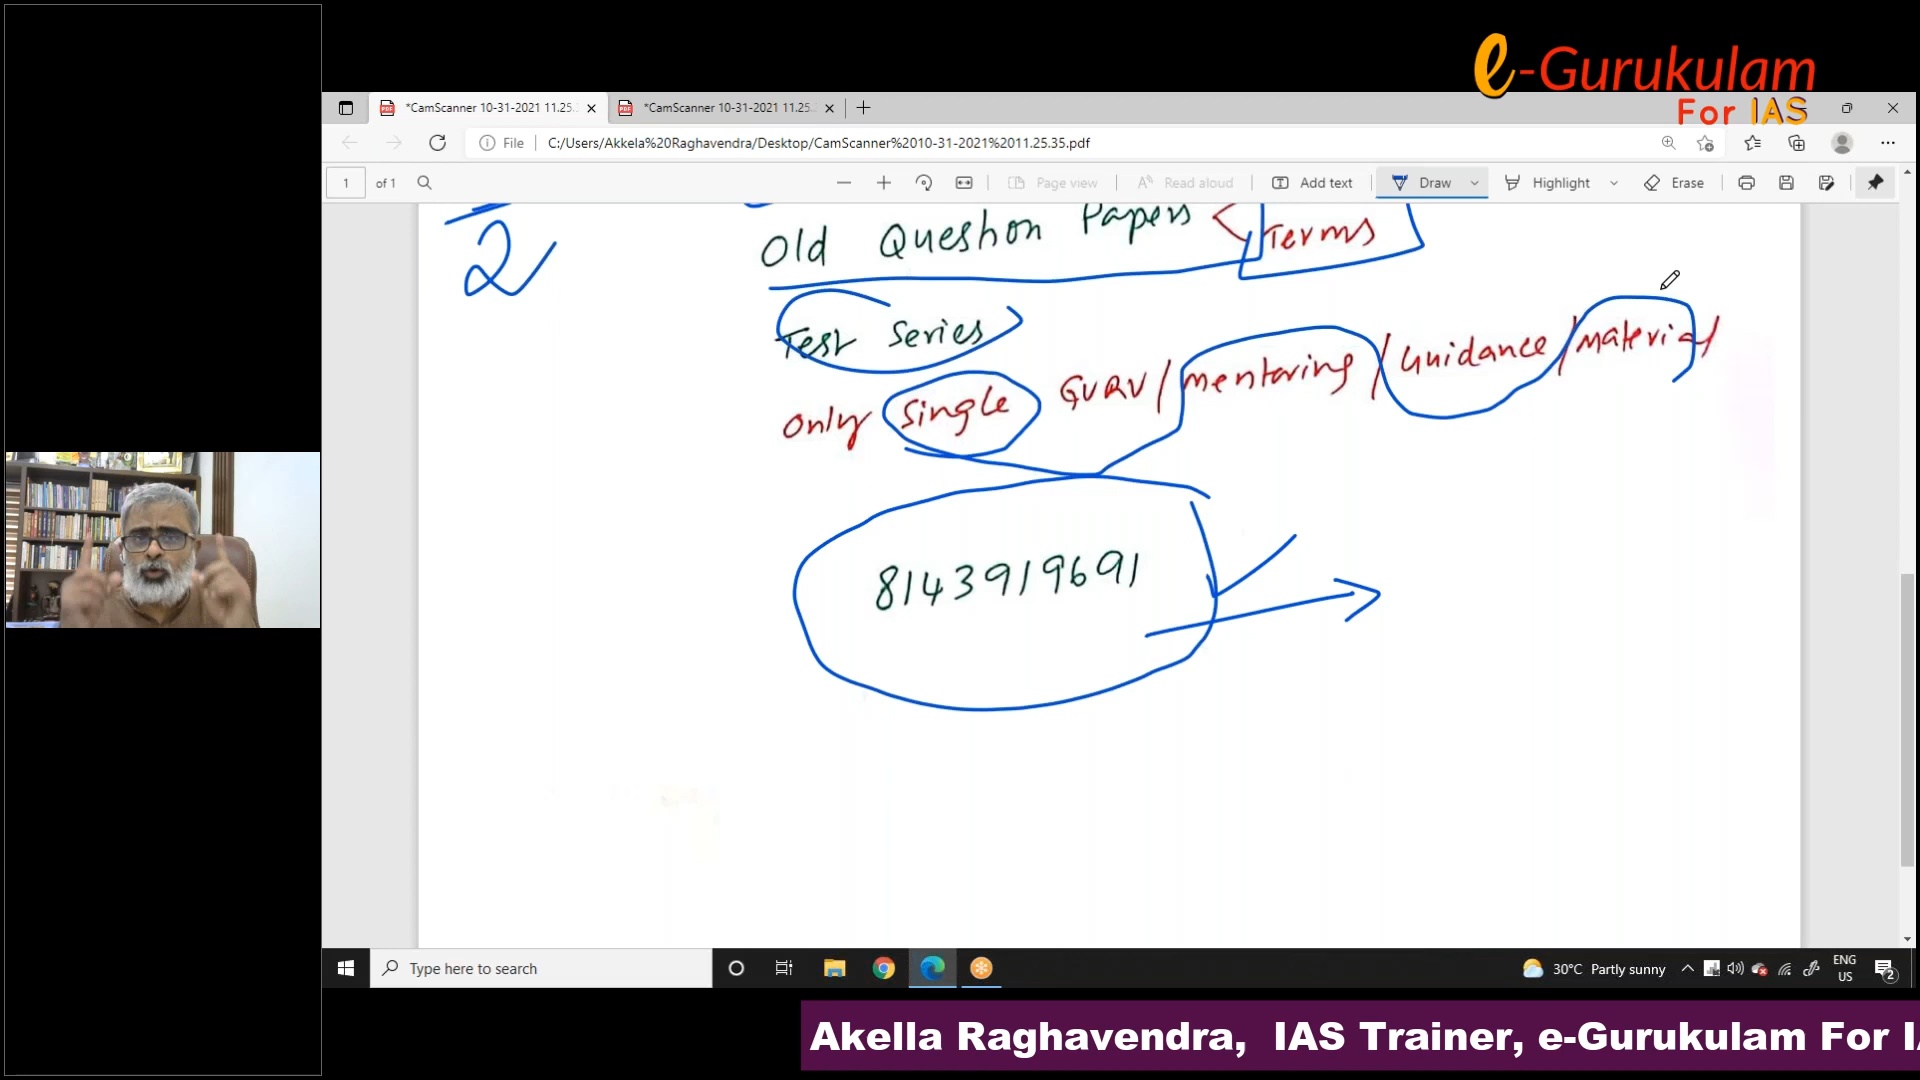 e-Gurukulam
For IAS
*CamScanner 10-31-2021 11.25.
*CamScanner 10-31-2021 11.25.
File
C:/Users/Akkela%20Raghavendra/Desktop/CamScanner%2010-31-2021%2011.25.35.pdf
1 of 1
Page view
Read aloud
Add text
Draw
Highlight
Erase
2
Old Queshon Papers
Terms
Test Series
only Single GURU / mentoring / Guidance / material
8143919691
Type here to search
30°C Partly sunny
ENG
US
2
Akella Raghavendra, IAS Trainer, e-Gurukulam For IA